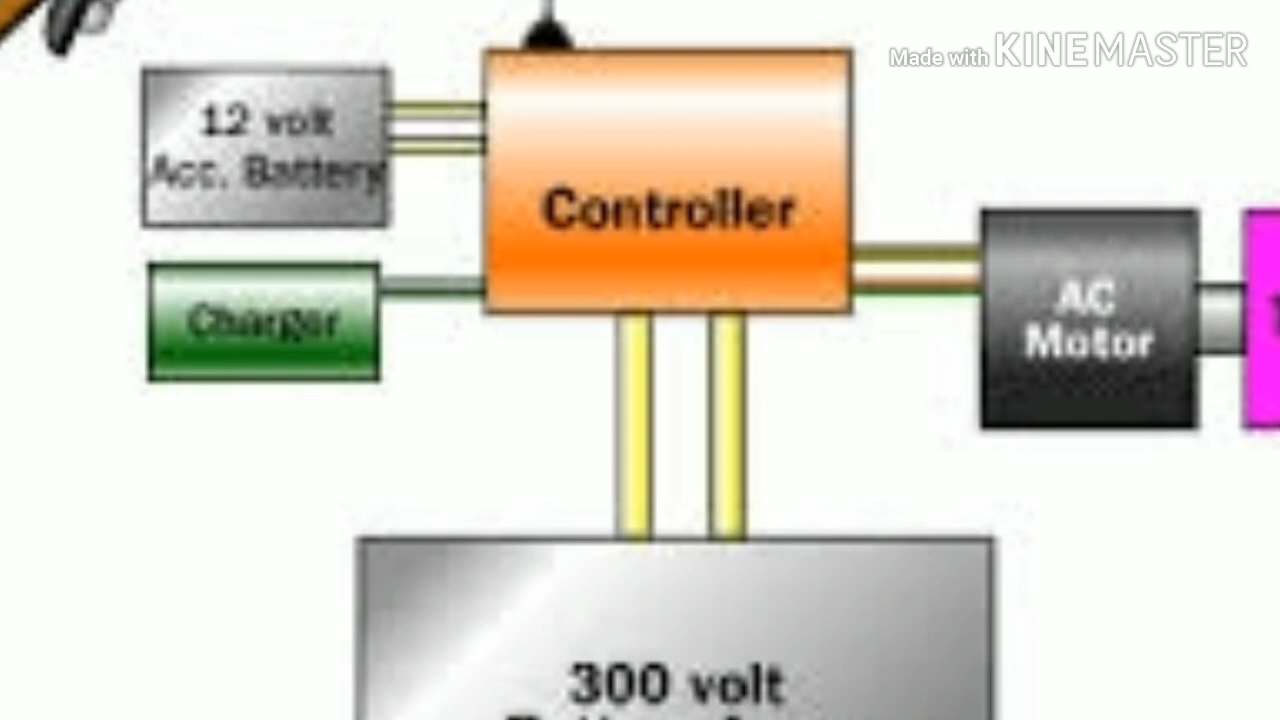 Made with KINEMASTER
12 volt
Acc. Battery
Controller
Charger
AC
Motor
300 volt